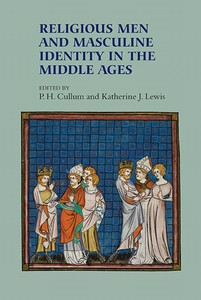 RELIGIOUS MEN
AND MASCULINE
IDENTITY IN THE
MIDDLE AGES
EDITED BY
P. H. Cullum and Katherine J. Lewis